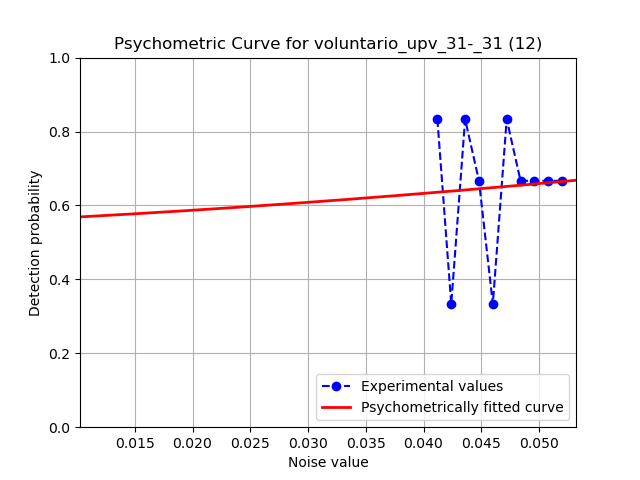 Psychometric Curve for voluntario_upv_31-_31 (12)
1.0
0.8
0.6
0.4
0.2
0.0
Detection probability
Experimental values
Psychometrically fitted curve
0.015 0.020 0.025 0.030 0.035 0.040 0.045 0.050
Noise value